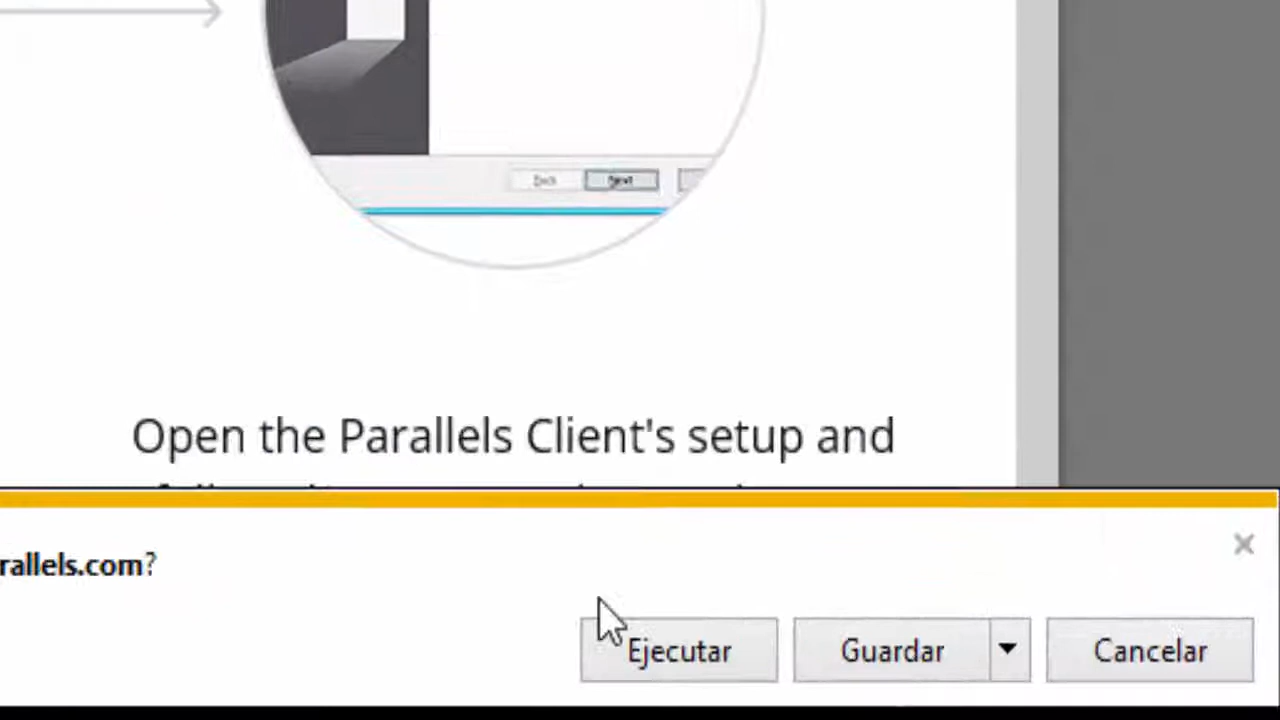 Back Next
Open the Parallels Client's setup and
rallels.com?
Ejecutar Guardar Cancelar